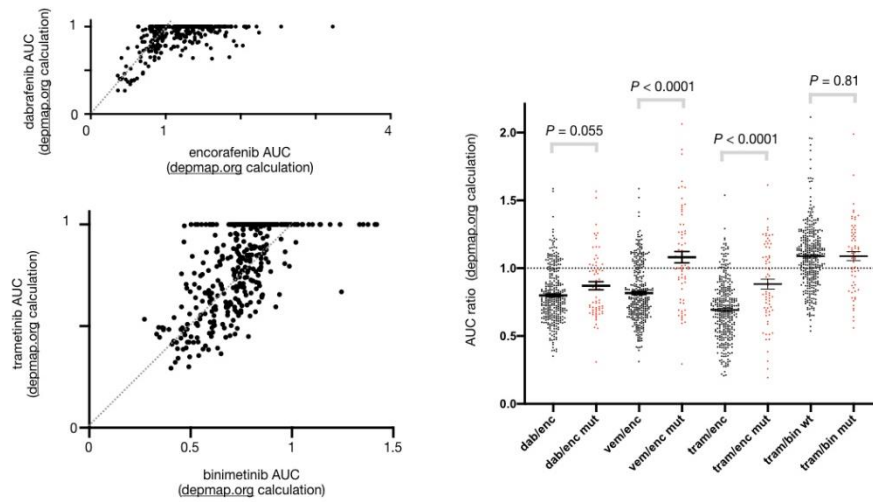 1
0
0
1
4
dabrafenib AUC
(depmap.org calculation)
encorafenib AUC
(depmap.org calculation)
1
0
0
0.5
1
1.5
trametinib AUC
(depmap.org calculation)
binimetinib AUC
(depmap.org calculation)
P < 0.0001
P = 0.81
P = 0.055
P < 0.0001
2.0
1.5
1.0
0.5
0.0
AUC ratio (depmap.org calculation)
dab/enc
dab/enc mut
vem/enc
vem/enc mut
tram/enc
tram/enc mut
tram/bin wt
tram/bin mut